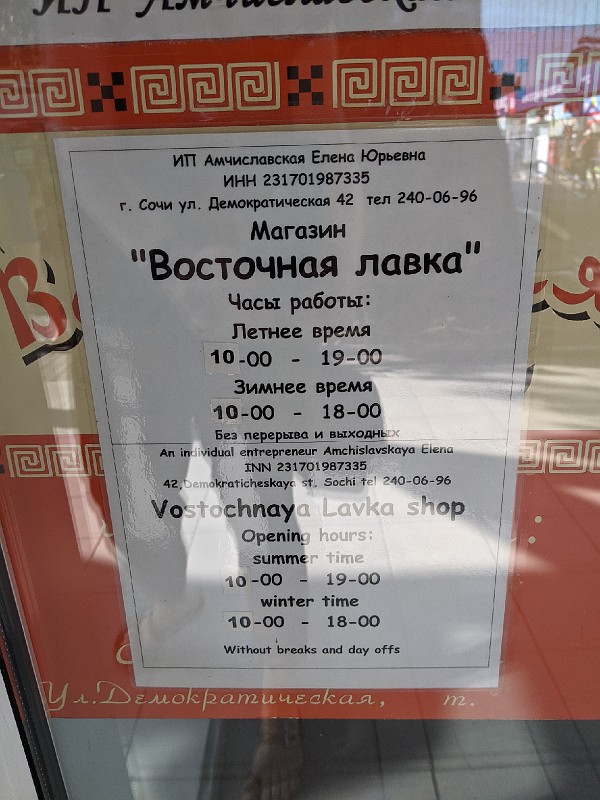 ИП Амчиславская
ИП Амчиславская Елена Юрьевна
ИНН 231701987335
г. Сочи ул. Демократическая 42 тел 240-06-96
Магазин
"Восточная лавка"
Часы работы:
Летнее время
10-00 - 19-00
Зимнее время
10-00 - 18-00
Без перерыва и выходных
An individual entrepreneur Amchislavskaya Elena
INN 231701987335
42,Demokraticheskaya st. Sochi tel 240-06-96
Vostochnaya Lavka shop
Opening hours:
summer time
10-00 - 19-00
winter time
10-00 - 18-00
Without breaks and day offs
Ул.Демократическая, т.